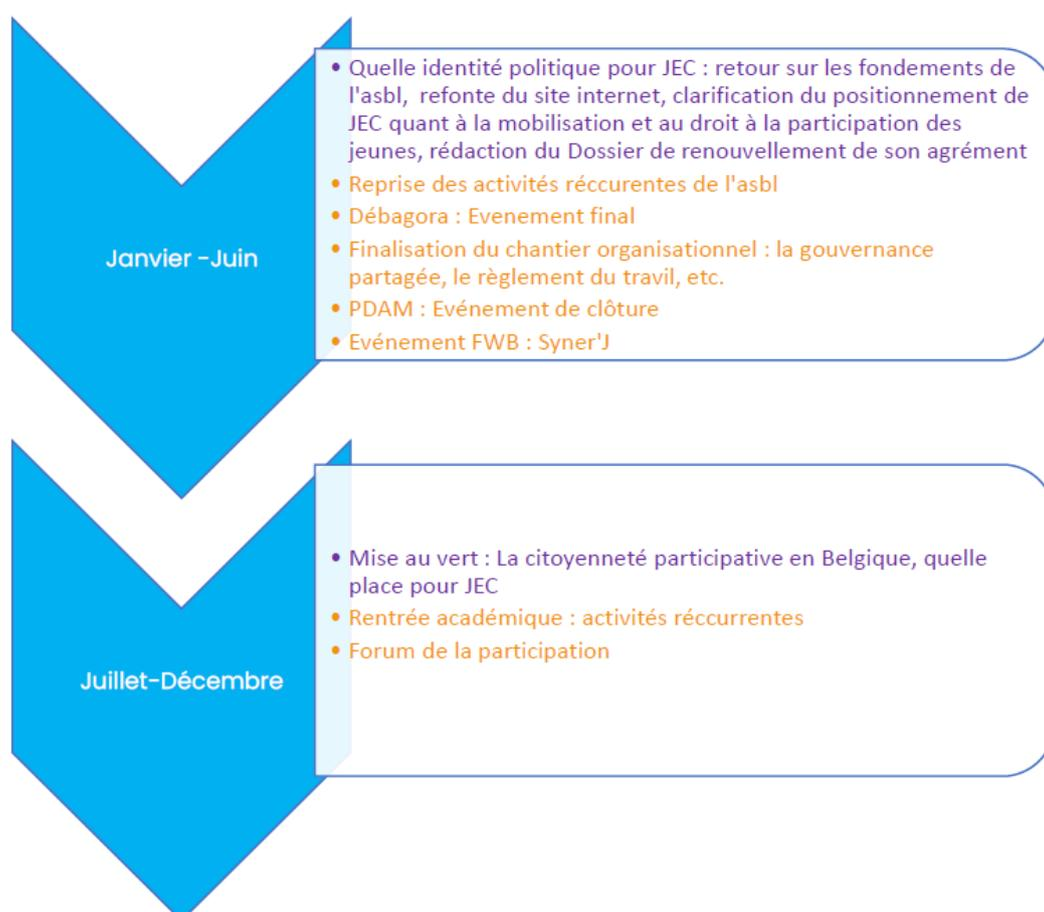 • Quelle identité politique pour JEC : retour sur les fondements de
l'asbl, refonte du site internet, clarification du positionnement de
JEC quant à la mobilisation et au droit à la participation des
jeunes, rédaction du Dossier de renouvellement de son agrément
• Reprise des activités réccurentes de l'asbl
• Débagora : Evenement final
• Finalisation du chantier organisationnel : la gouvernance
partagée, le règlement du travil, etc.
• PDAM : Evénement de clôture
• Evénement FWB : Syner'J
Janvier -Juin
• Mise au vert : La citoyenneté participative en Belgique, quelle
place pour JEC
• Rentrée académique : activités réccurrentes
• Forum de la participation
Juillet-Décembre